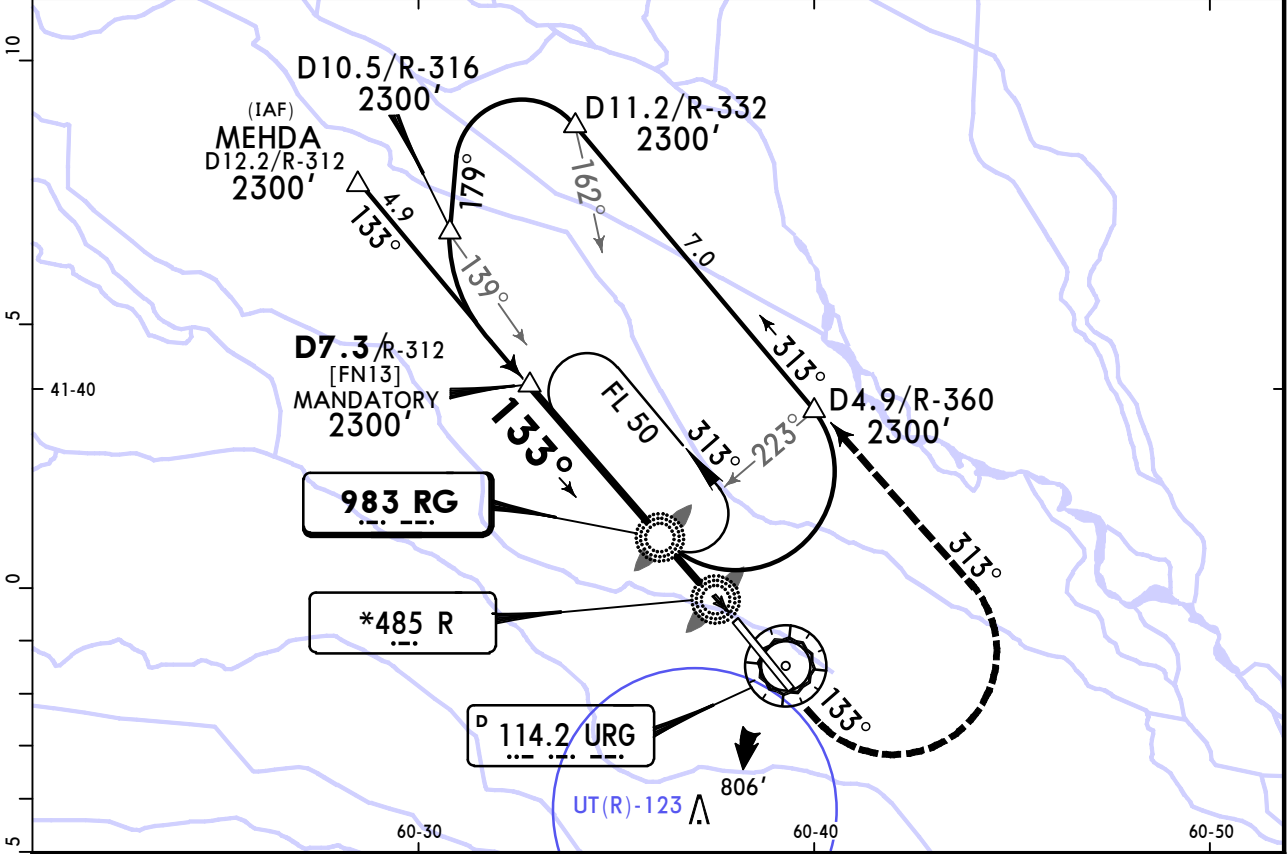 10
D10.5/R-316
2300'
(IAF)
MEHDA
D12.2/R-312
2300'
D11.2/R-332
2300'
4.9
133°
179°
162°
139°
7.0
5
D7.3/R-312
[FN13]
MANDATORY
2300'
41-40
133°
FL 50
313°
313°
223°
D4.9/R-360
2300'
983 RG
313°
0
*485 R
133°
D
114.2 URG
806'
UT(R)-123
60-30
60-40
60-50
5